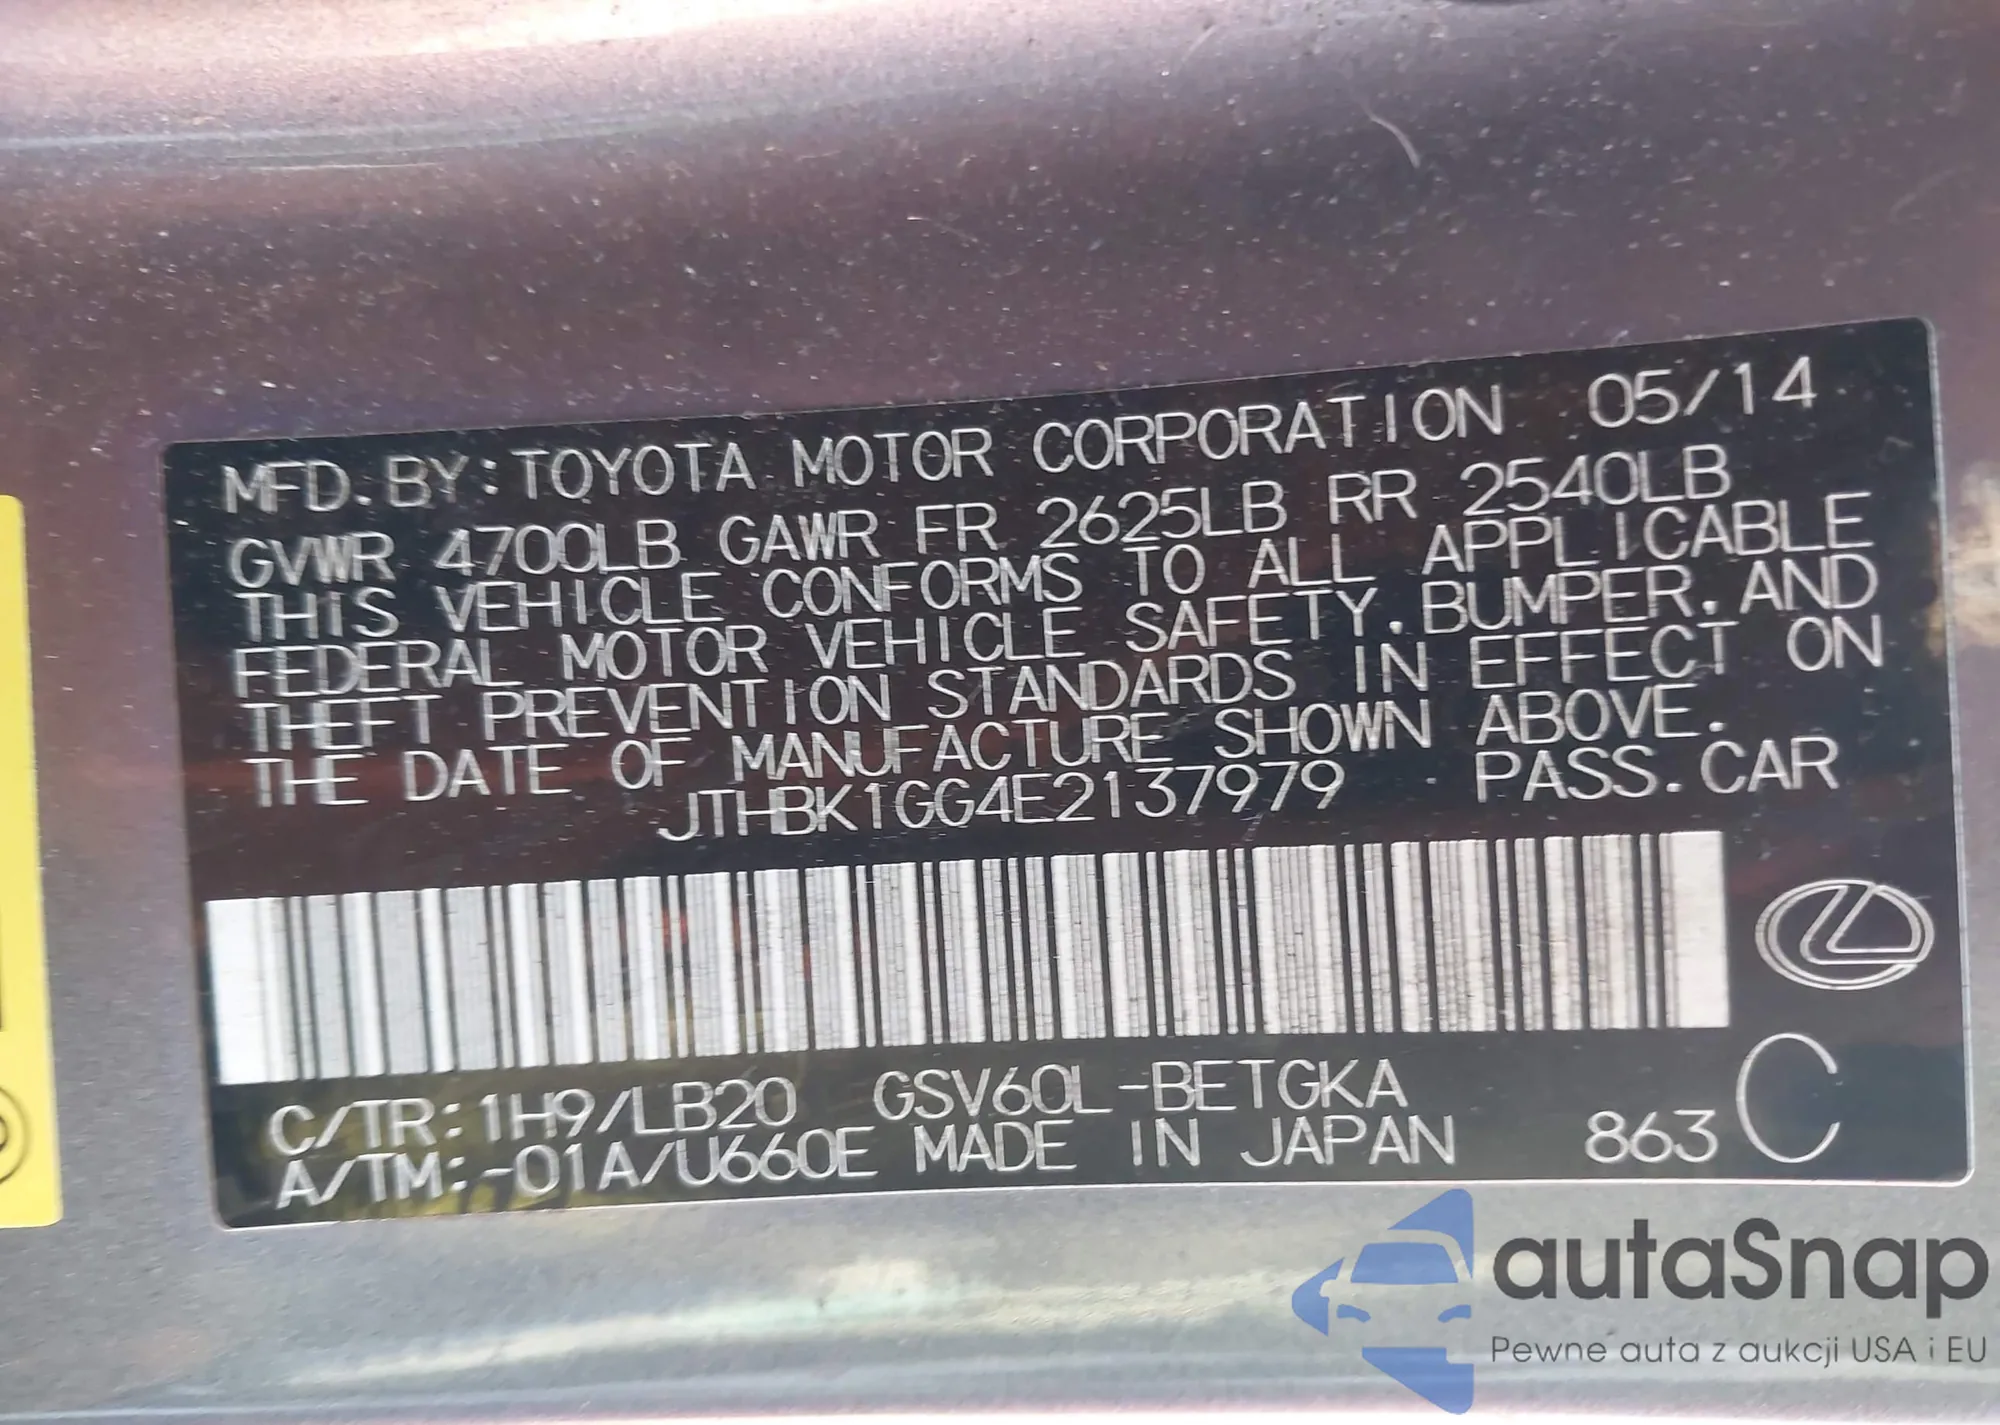 MFD.BY:TOYOTA MOTOR CORPORATION 05/14
GVWR 4700LB GAWR FR 2625LB RR 2540LB
THIS VEHICLE CONFORMS TO ALL APPLICABLE
FEDERAL MOTOR VEHICLE SAFETY,BUMPER,AND
THEFT PREVENTION STANDARDS IN EFFECT ON
THE DATE OF MANUFACTURE SHOWN ABOVE.
JTHBK1GG4E2137979 PASS.CAR
C/TR:1H9/LB20 GSV60L-BETGKA
A/TM:-01A/U660E MADE IN JAPAN 863 C
autaSnap
Pewne auta z aukcji USA i EU